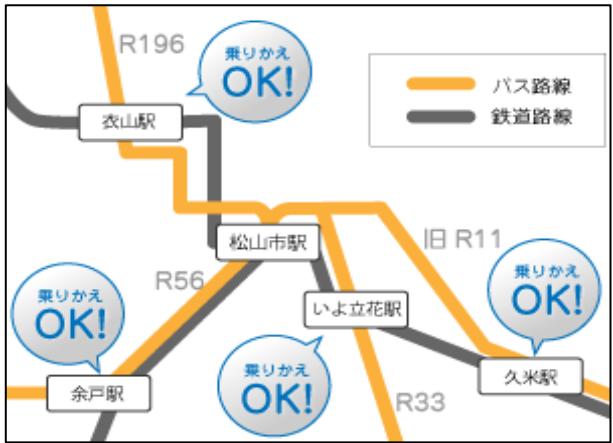 R196
乗りかえ
OK!
バス路線
鉄道路線
衣山駅
松山市駅
旧 R11
R56
乗りかえ
OK!
いよ立花駅
乗りかえ
OK!
乗りかえ
OK!
久米駅
余戸駅
R33